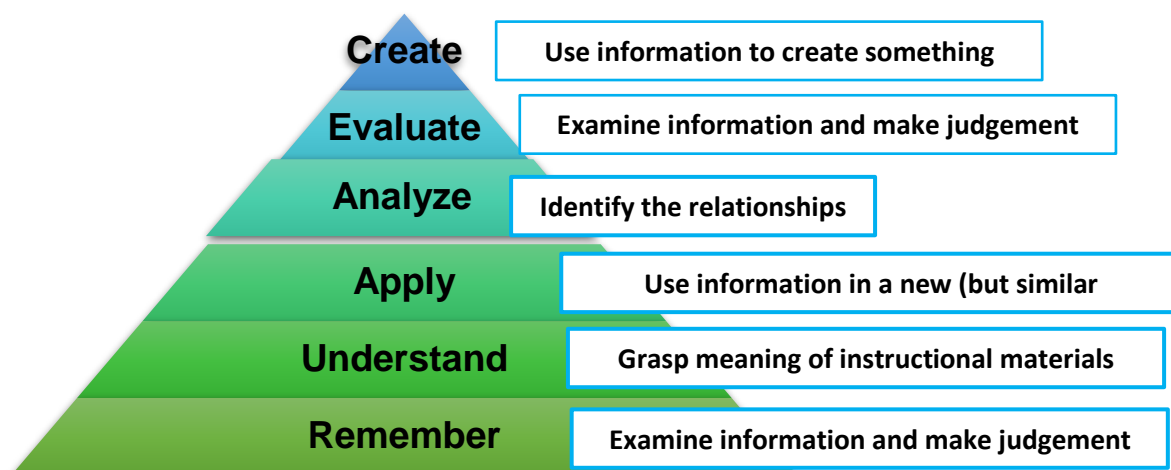 Create
Use information to create something
Evaluate
Examine information and make judgement
Analyze
Identify the relationships
Apply
Use information in a new (but similar
Understand
Grasp meaning of instructional materials
Remember
Examine information and make judgement